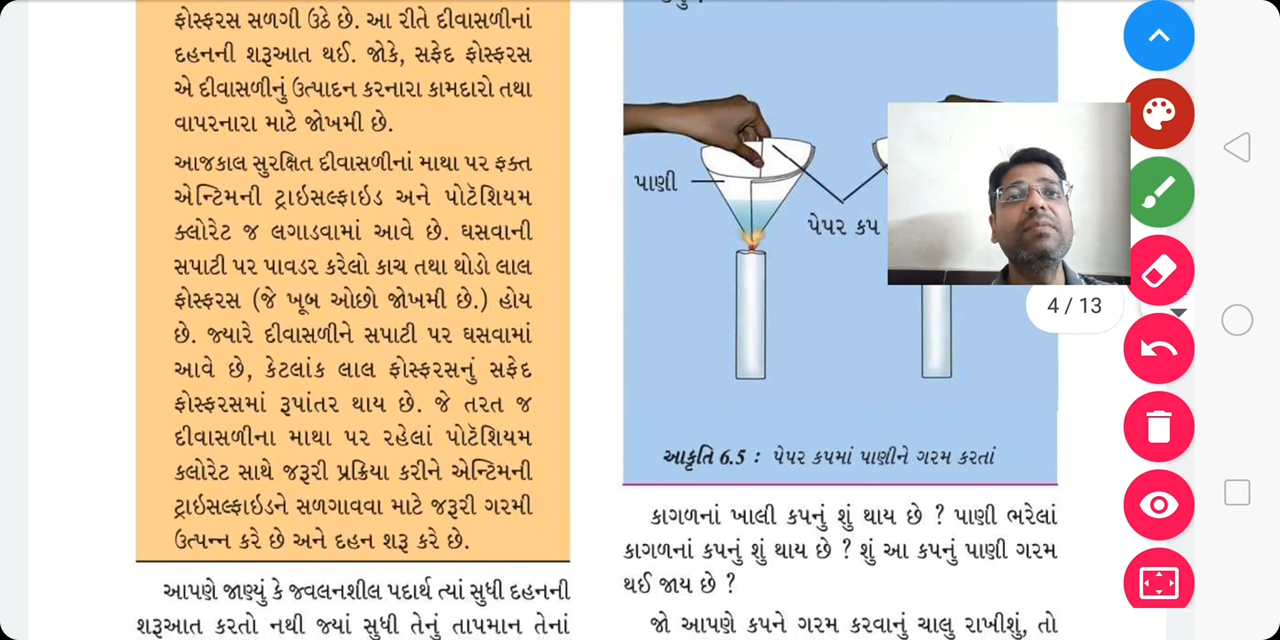 ફોસ્ફરસ સળગી ઉઠે છે. આ રીતે દીવાસળીનાં
દહનની શરૂઆત થઈ. જોકે, સફેદ ફોસ્ફરસ
એ દીવાસળીનું ઉત્પાદન કરનારા કામદારો તથા
વાપરનારા માટે જોખમી છે.
આજકાલ સુરક્ષિત દીવાસળીનાં માથા પર ફક્ત
એન્ટિમની ટ્રાઇસલ્ફાઇડ અને પોટૅશિયમ
ક્લોરેટ જ લગાડવામાં આવે છે. ઘસવાની
સપાટી પર પાવડર કરેલો કાચ તથા થોડો લાલ
ફોસ્ફરસ (જે ખૂબ ઓછો જોખમી છે.) હોય
છે. જ્યારે દીવાસળીને સપાટી પર ઘસવામાં
આવે છે, કેટલાંક લાલ ફોસ્ફરસનું સફેદ
ફોસ્ફરસમાં રૂપાંતર થાય છે. જે તરત જ
દીવાસળીના માથા પર રહેલાં પોટૅશિયમ
ક્લોરેટ સાથે જરૂરી પ્રક્રિયા કરીને એન્ટિમની
ટ્રાઇસલ્ફાઇડને સળગાવવા માટે જરૂરી ગરમી
ઉત્પન્ન કરે છે અને દહન શરૂ કરે છે.
આપણે જાણ્યું કે જ્વલનશીલ પદાર્થ ત્યાં સુધી દહનની
શરૂઆત કરતો નથી જ્યાં સુધી તેનું તાપમાન તેનાં
પાણી
પેપર કપ
આકૃતિ 6.5 : પેપર કપમાં પાણીને ગરમ કરતાં
કાગળનાં ખાલી કપનું શું થાય છે ? પાણી ભરેલાં
કાગળનાં કપનું શું થાય છે ? શું આ કપનું પાણી ગરમ
થઈ જાય છે ?
જો આપણે કપને ગરમ કરવાનું ચાલુ રાખીશું, તો
4 / 13